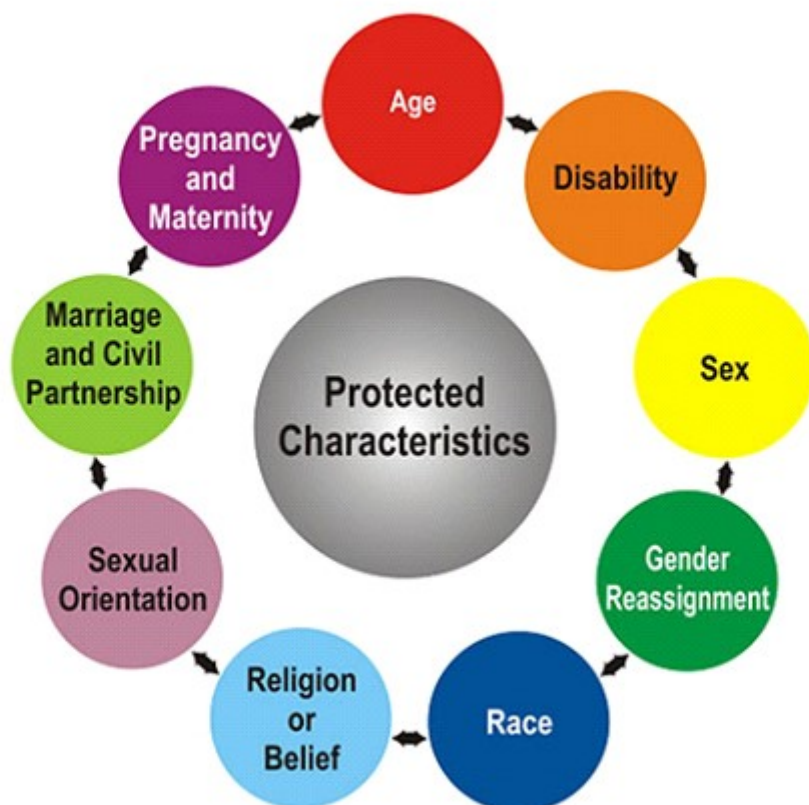 Age
Disability
Sex
Gender
Reassignment
Race
Religion
or
Belief
Sexual
Orientation
Marriage
and Civil
Partnership
Pregnancy
and
Maternity
Protected
Characteristics